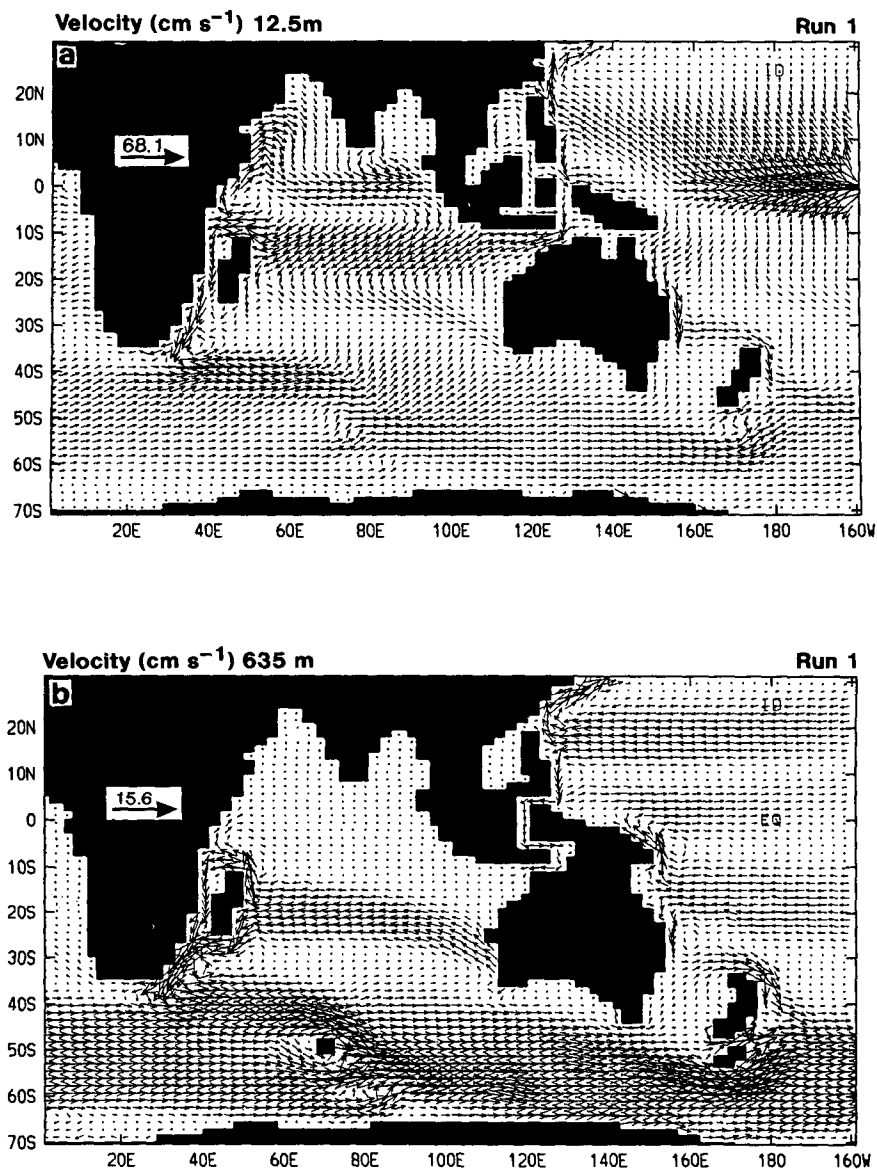 Velocity (cm s⁻¹) 12.5m Run 1
a
ID
20N
10N
68.1
0
10S
20S
30S
40S
50S
60S
70S
20E 40E 60E 80E 100E 120E 140E 160E 180 160W
Velocity (cm s⁻¹) 635 m Run 1
b
ID
20N
10N
15.6
0
EQ
10S
20S
30S
40S
50S
60S
70S
20E 40E 60E 80E 100E 120E 140E 160E 180 160W